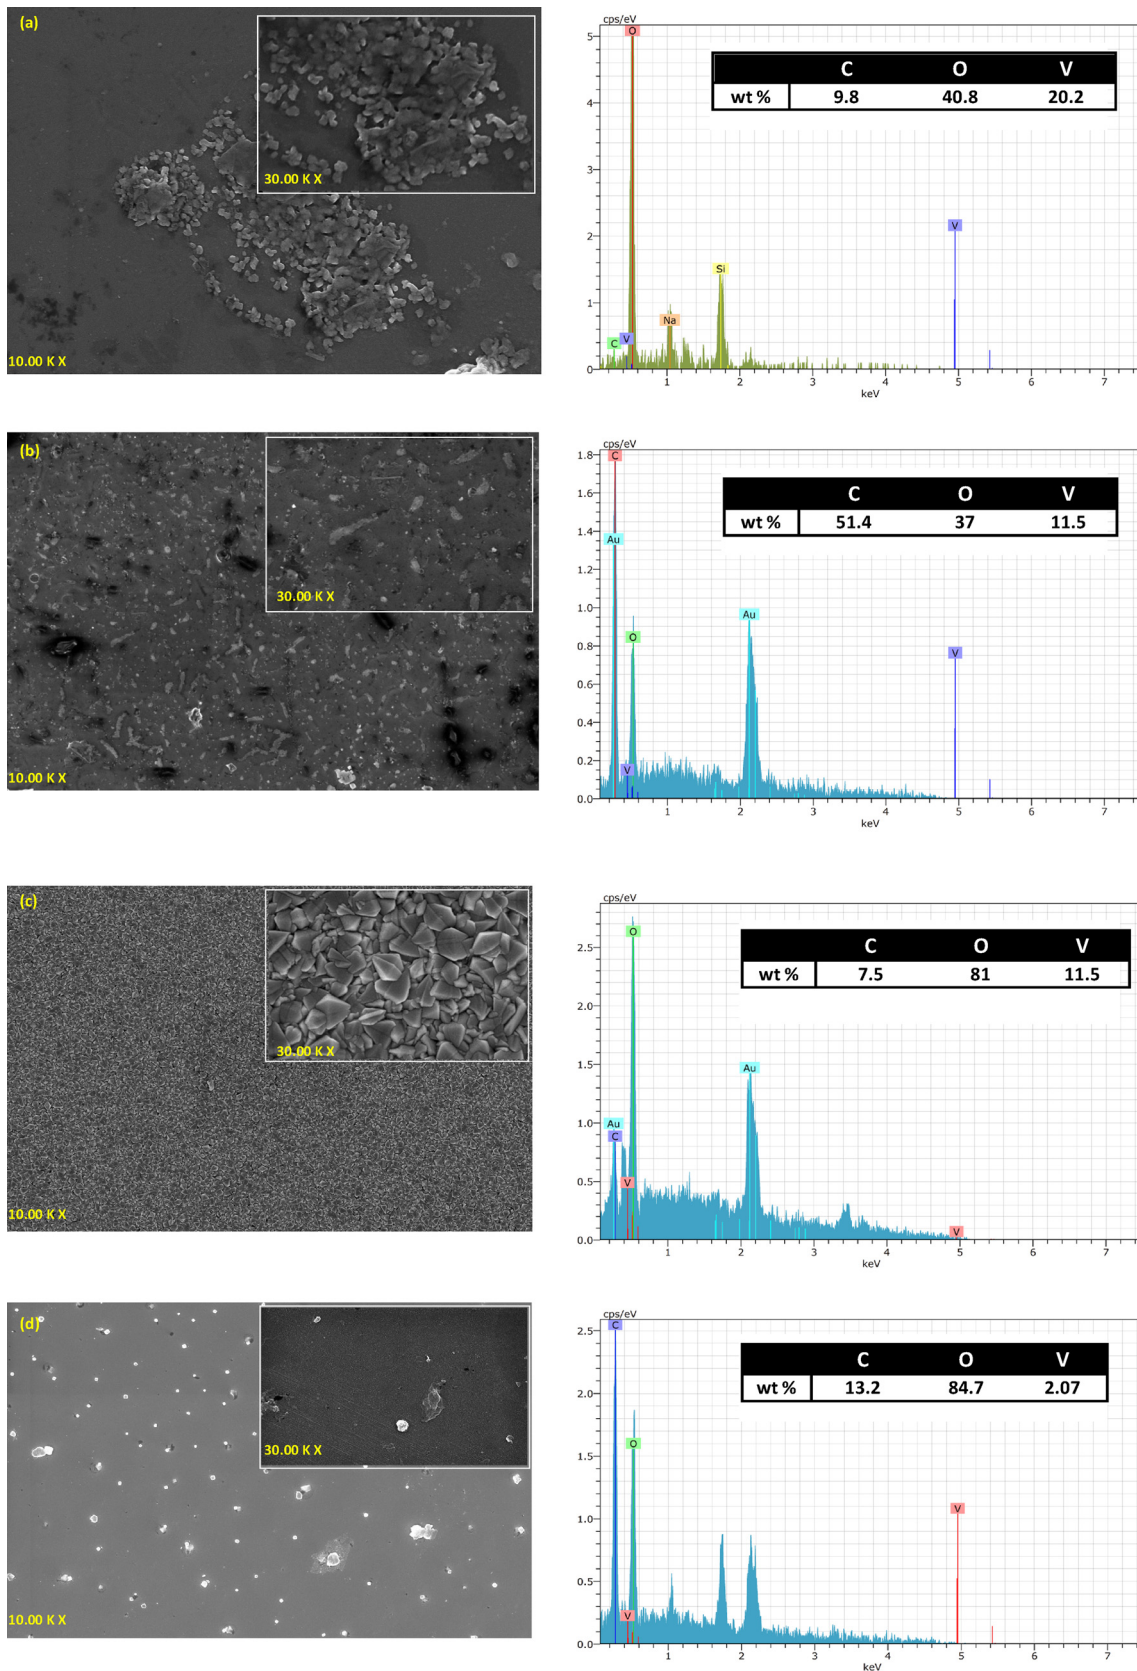 (a)
30.00 K X
10.00 K X
cps/eV
C O V
wt % 9.8 40.8 20.2
5
4
3
2
1
0
O
V
Si
Na
C
V
1 2 3 4 5 6 7
keV
(b)
30.00 K X
10.00 K X
cps/eV
C O V
wt % 51.4 37 11.5
1.8
1.6
1.4
1.2
1.0
0.8
0.6
0.4
0.2
0.0
C
Au
Au
O
V
V
1 2 3 4 5 6 7
keV
(c)
30.00 K X
10.00 K X
cps/eV
C O V
wt % 7.5 81 11.5
2.5
2.0
1.5
1.0
0.5
0.0
O
Au
Au
C
V
V
1 2 3 4 5 6 7
keV
(d)
30.00 K X
10.00 K X
cps/eV
C O V
wt % 13.2 84.7 2.07
2.5
2.0
1.5
1.0
0.5
0.0
C
O
V
V
1 2 3 4 5 6 7
keV